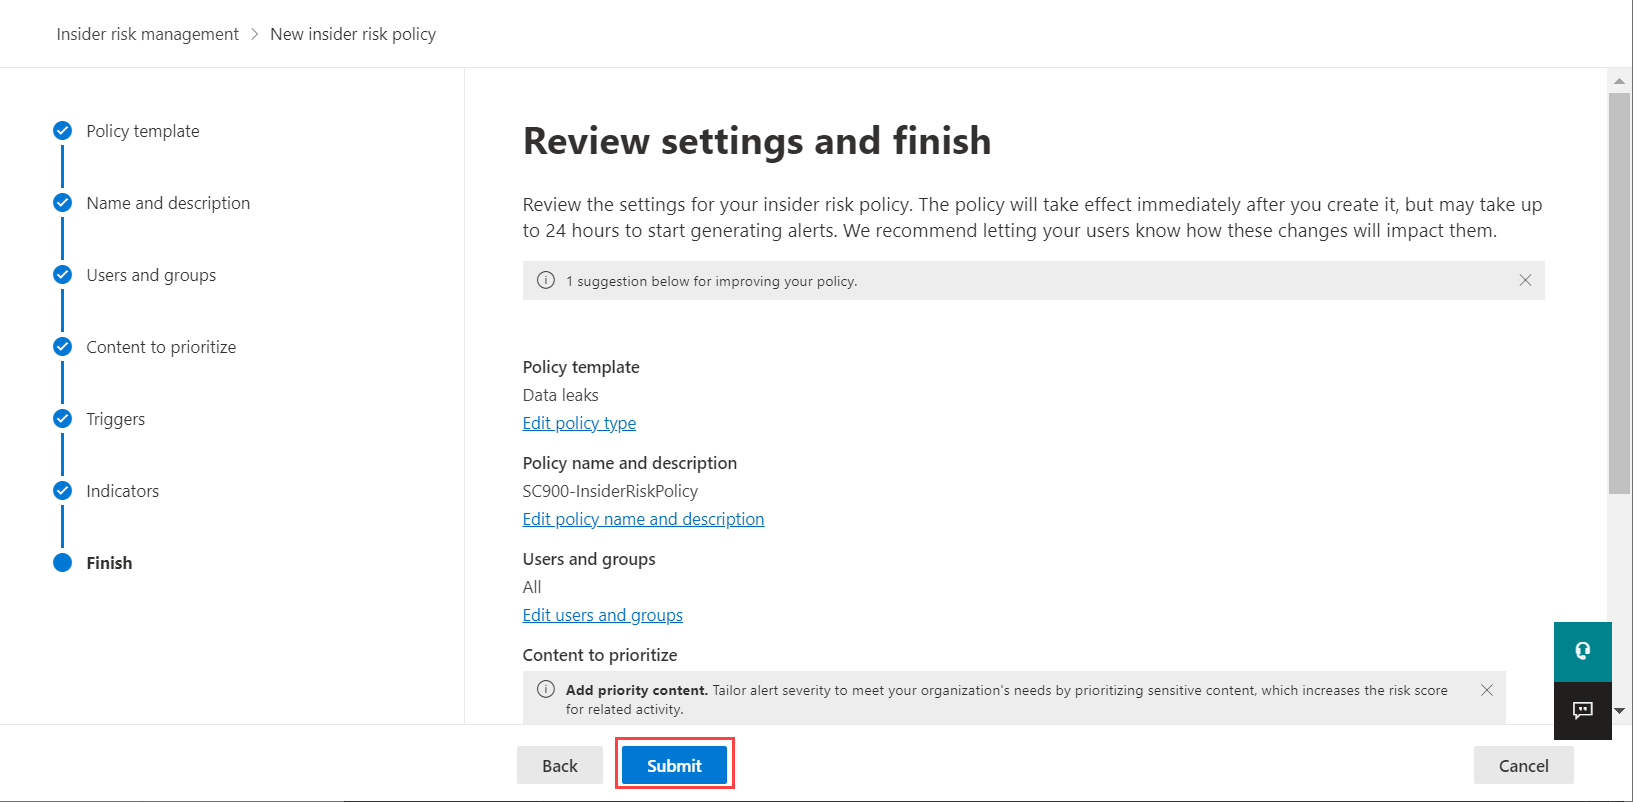 Insider risk management > New insider risk policy
Policy template
Name and description
Users and groups
Content to prioritize
Triggers
Indicators
Finish
Review settings and finish
Review the settings for your insider risk policy. The policy will take effect immediately after you create it, but may take up
to 24 hours to start generating alerts. We recommend letting your users know how these changes will impact them.
1 suggestion below for improving your policy.
Policy template
Data leaks
Edit policy type
Policy name and description
SC900-InsiderRiskPolicy
Edit policy name and description
Users and groups
All
Edit users and groups
Content to prioritize
Add priority content. Tailor alert severity to meet your organization's needs by prioritizing sensitive content, which increases the risk score
for related activity.
Back
Submit
Cancel